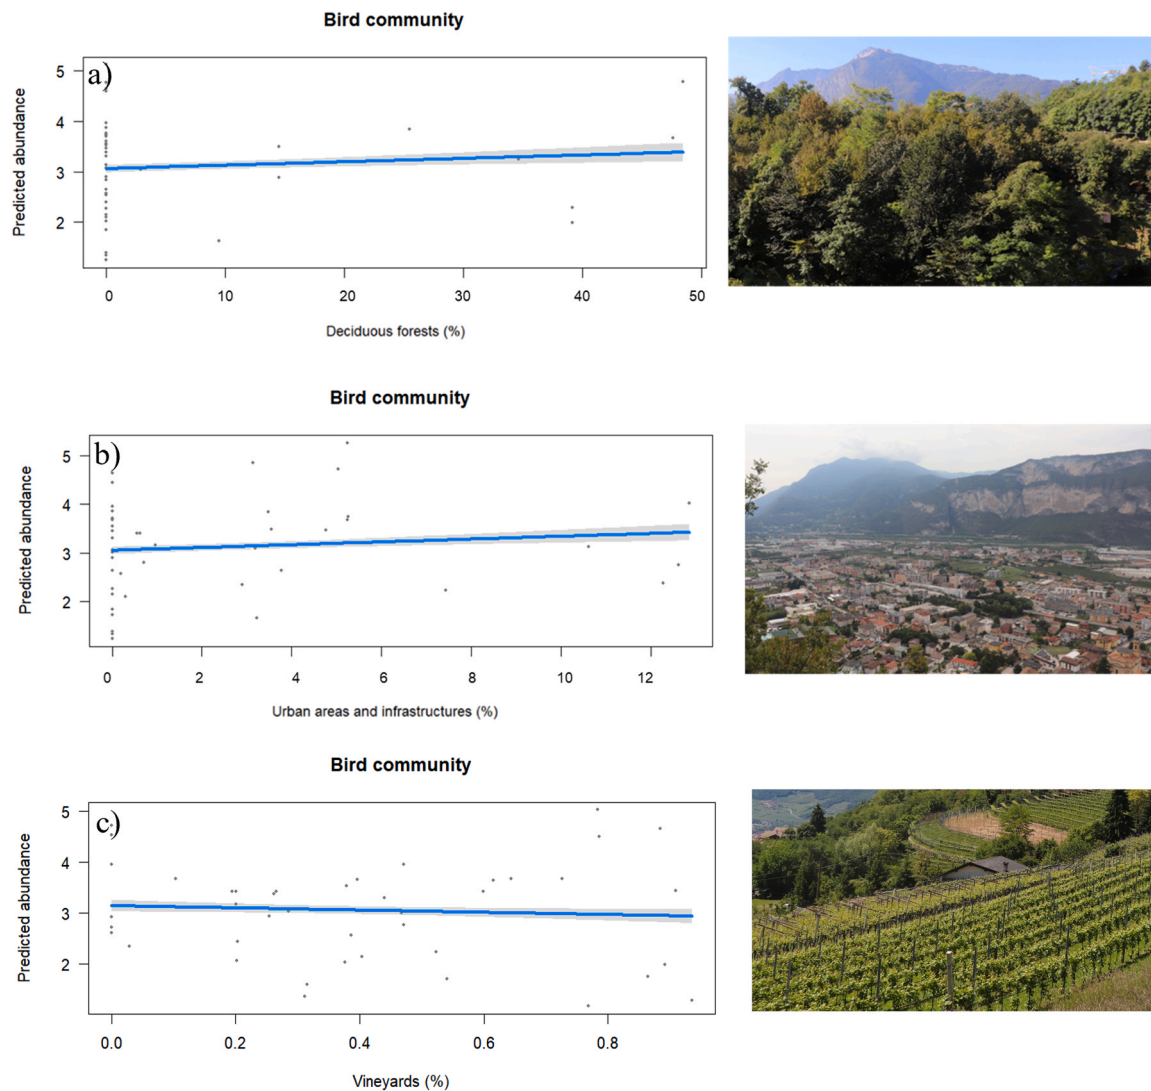 Bird community
a)
Predicted abundance
5
4
3
2
0 10 20 30 40 50
Deciduous forests (%)
Bird community
b)
Predicted abundance
5
4
3
2
0 2 4 6 8 10 12
Urban areas and infrastructures (%)
Bird community
c)
Predicted abundance
5
4
3
2
0.0 0.2 0.4 0.6 0.8
Vineyards (%)